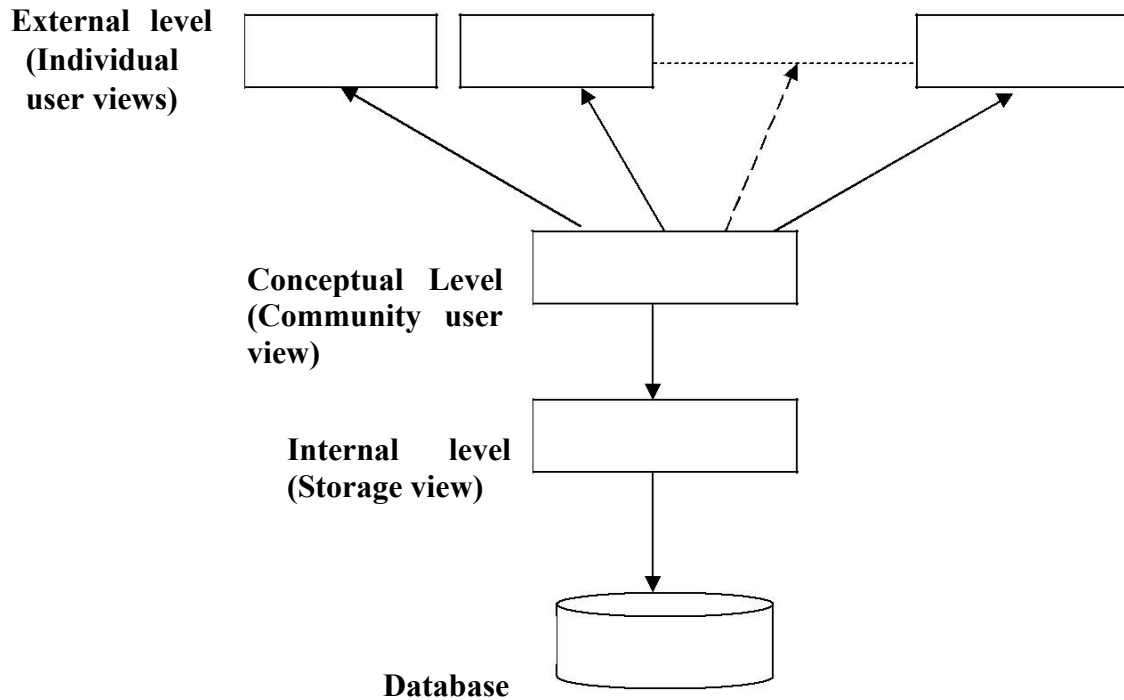 External level
(Individual
user views)
Conceptual Level
(Community user
view)
Internal level
(Storage view)
Database